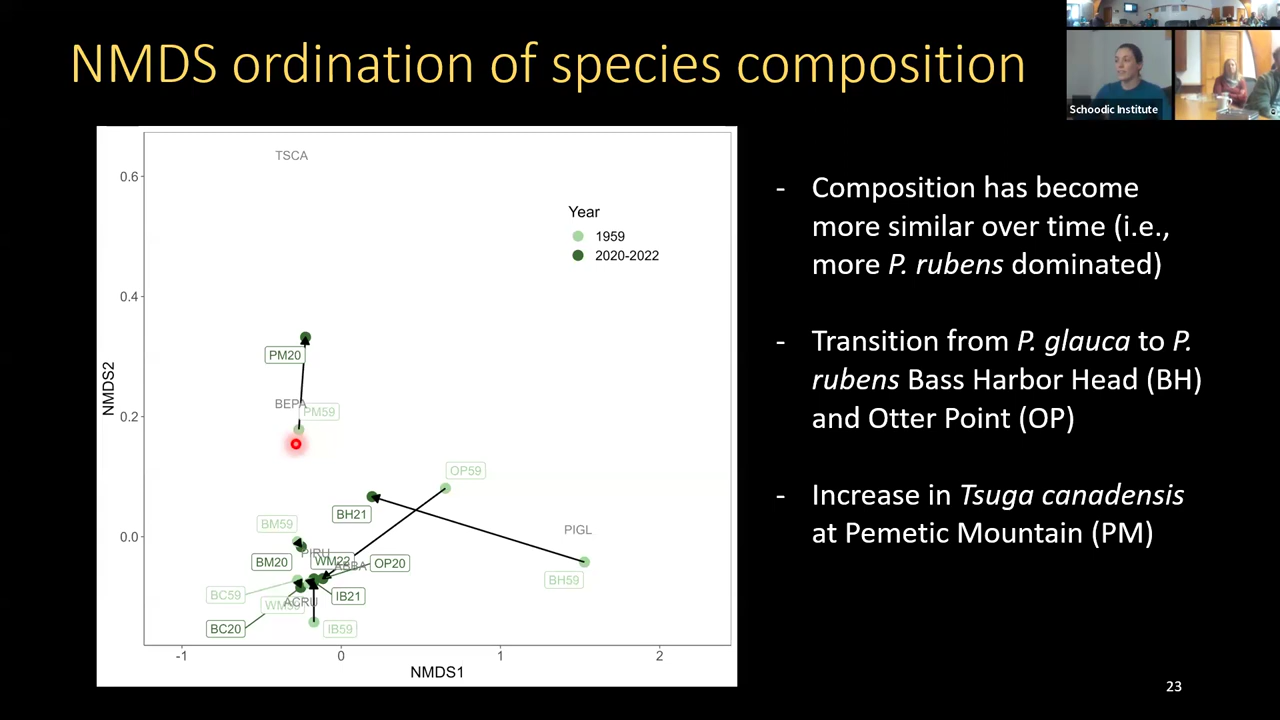 NMDS ordination of species composition
Schoodic Institute
TSCA
0.6
Year
1959
2020-2022
0.4
PM20
BEPA
PM59
NMDS2
0.2
OP59
BH21
BM59
PIGL
0.0
PIRU
WM22
BM20
ABBA
OP20
BH59
BC59
IB21
ACRU
BC20
IB59
-1
0
1
2
NMDS1
- Composition has become
more similar over time (i.e.,
more P. rubens dominated)
- Transition from P. glauca to P.
rubens Bass Harbor Head (BH)
and Otter Point (OP)
- Increase in Tsuga canadensis
at Pemetic Mountain (PM)
23